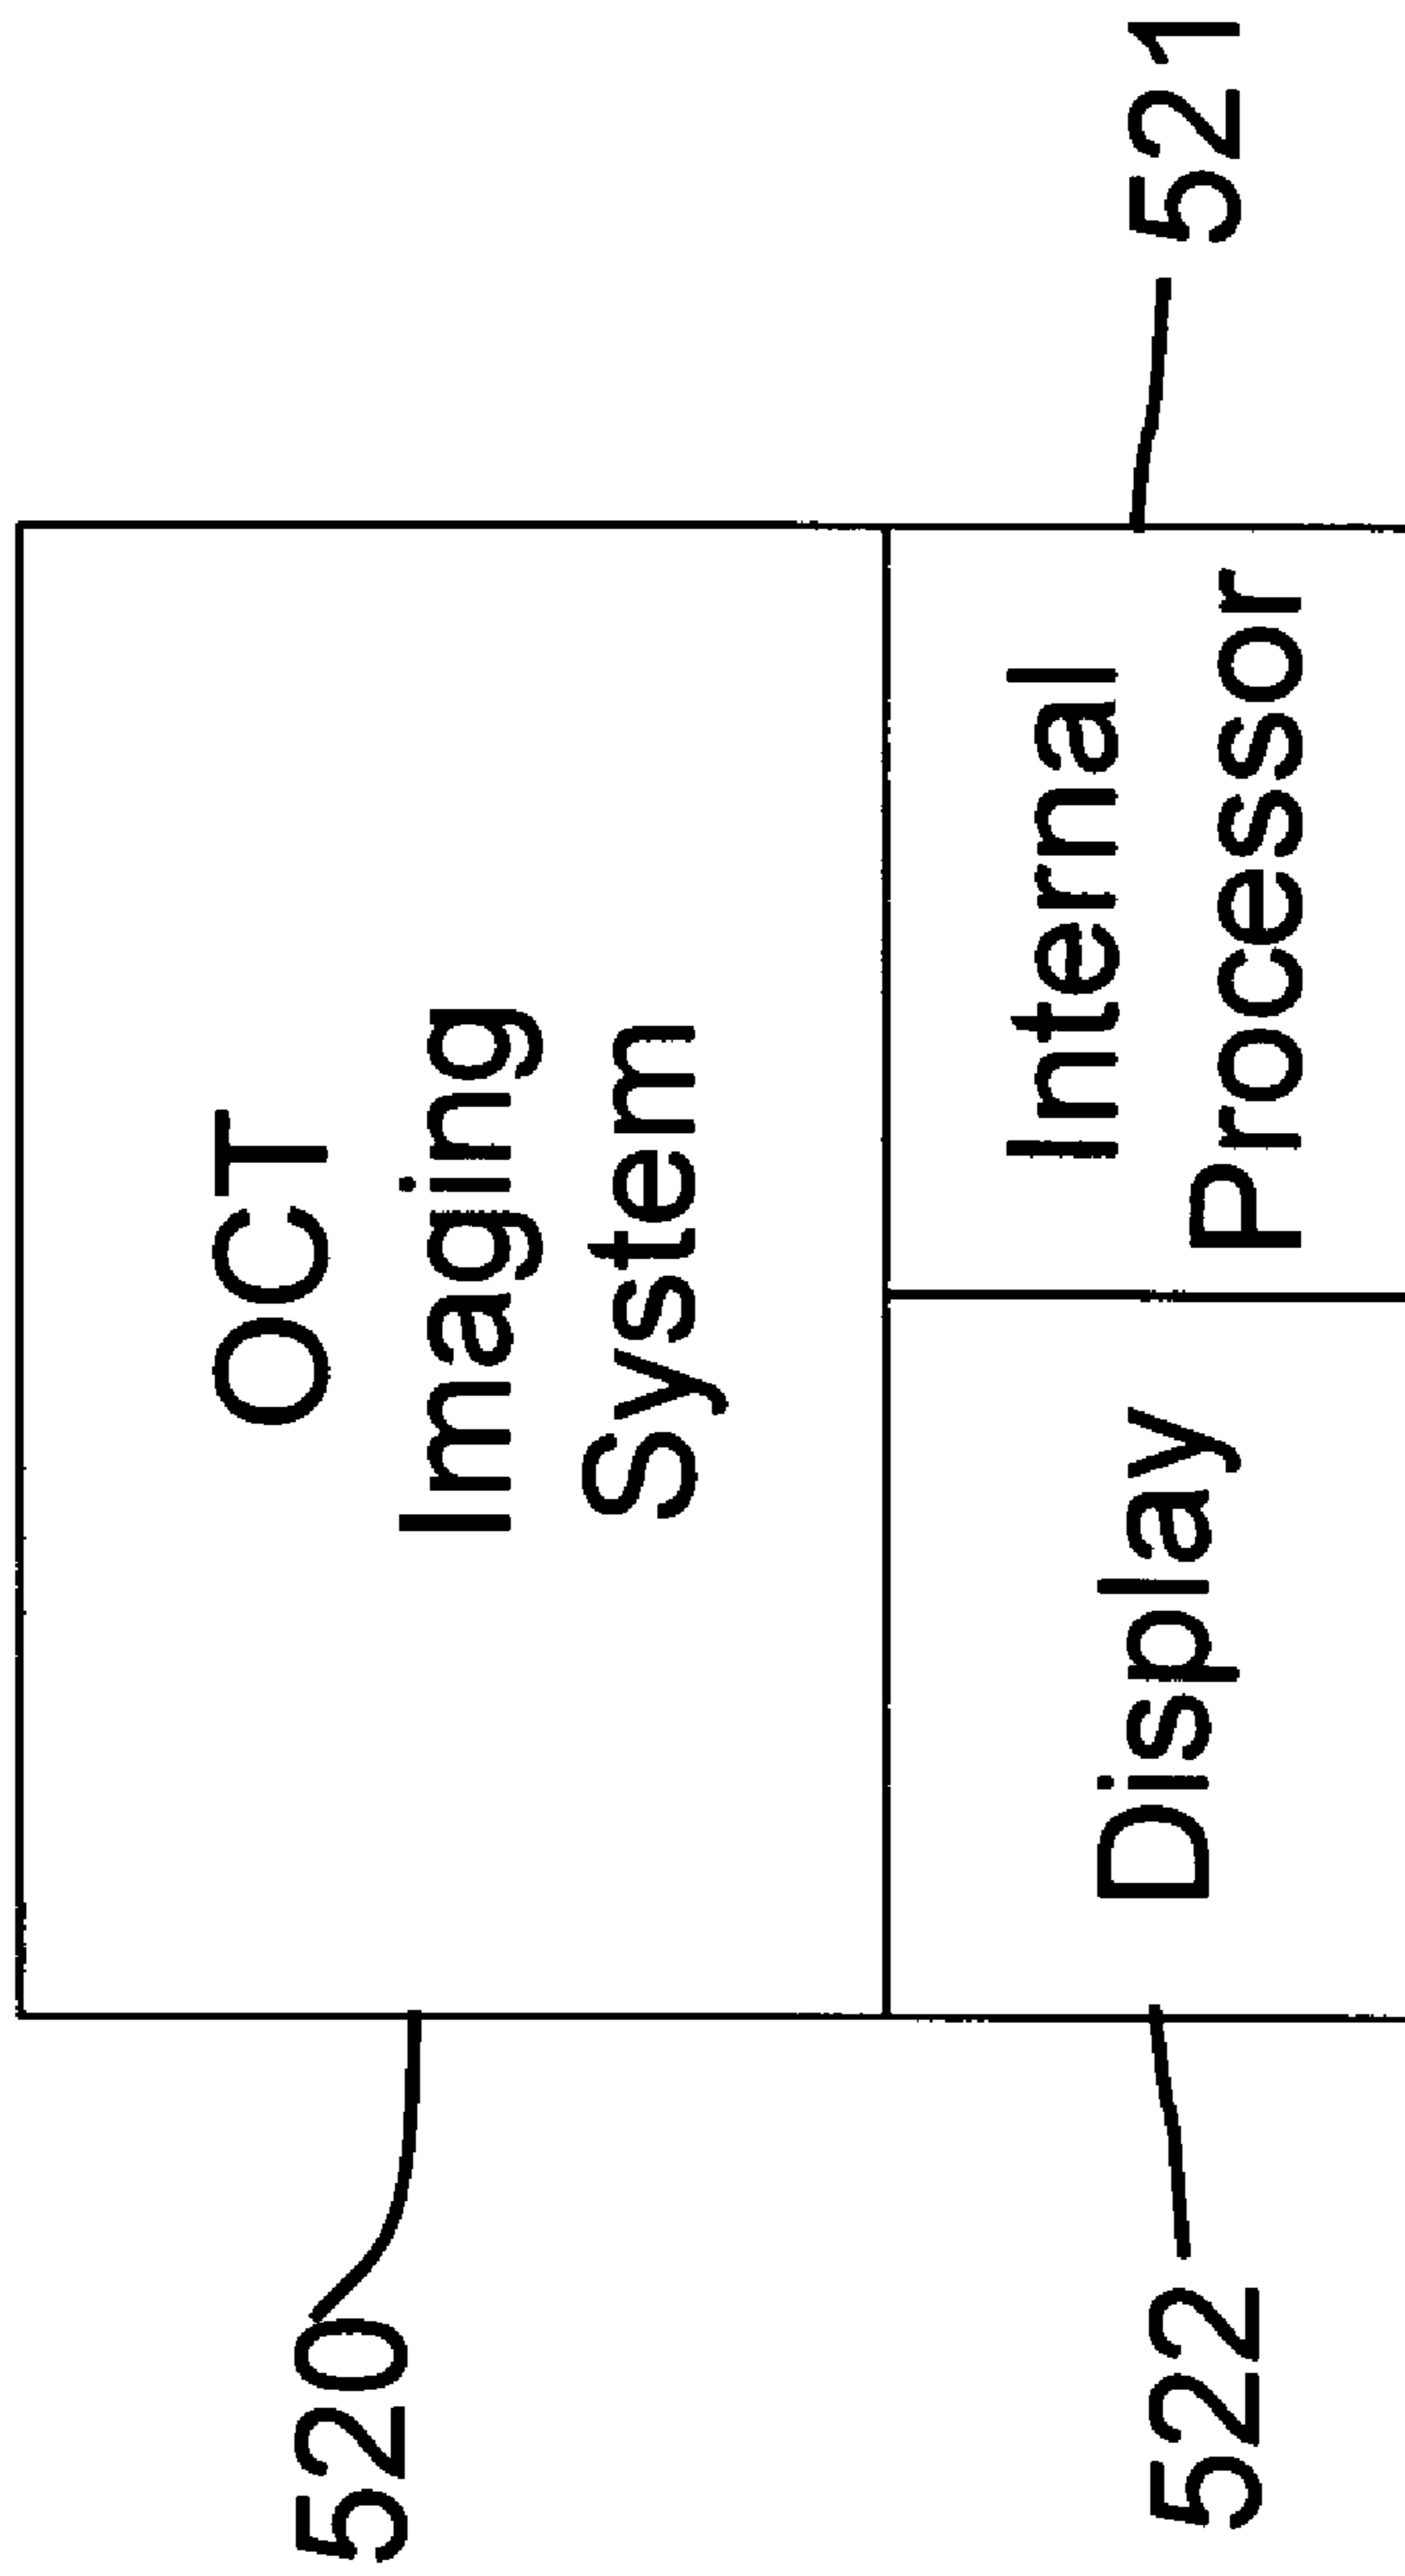 OCT
Imaging
System
520
Display
Internal
Processor
522
521